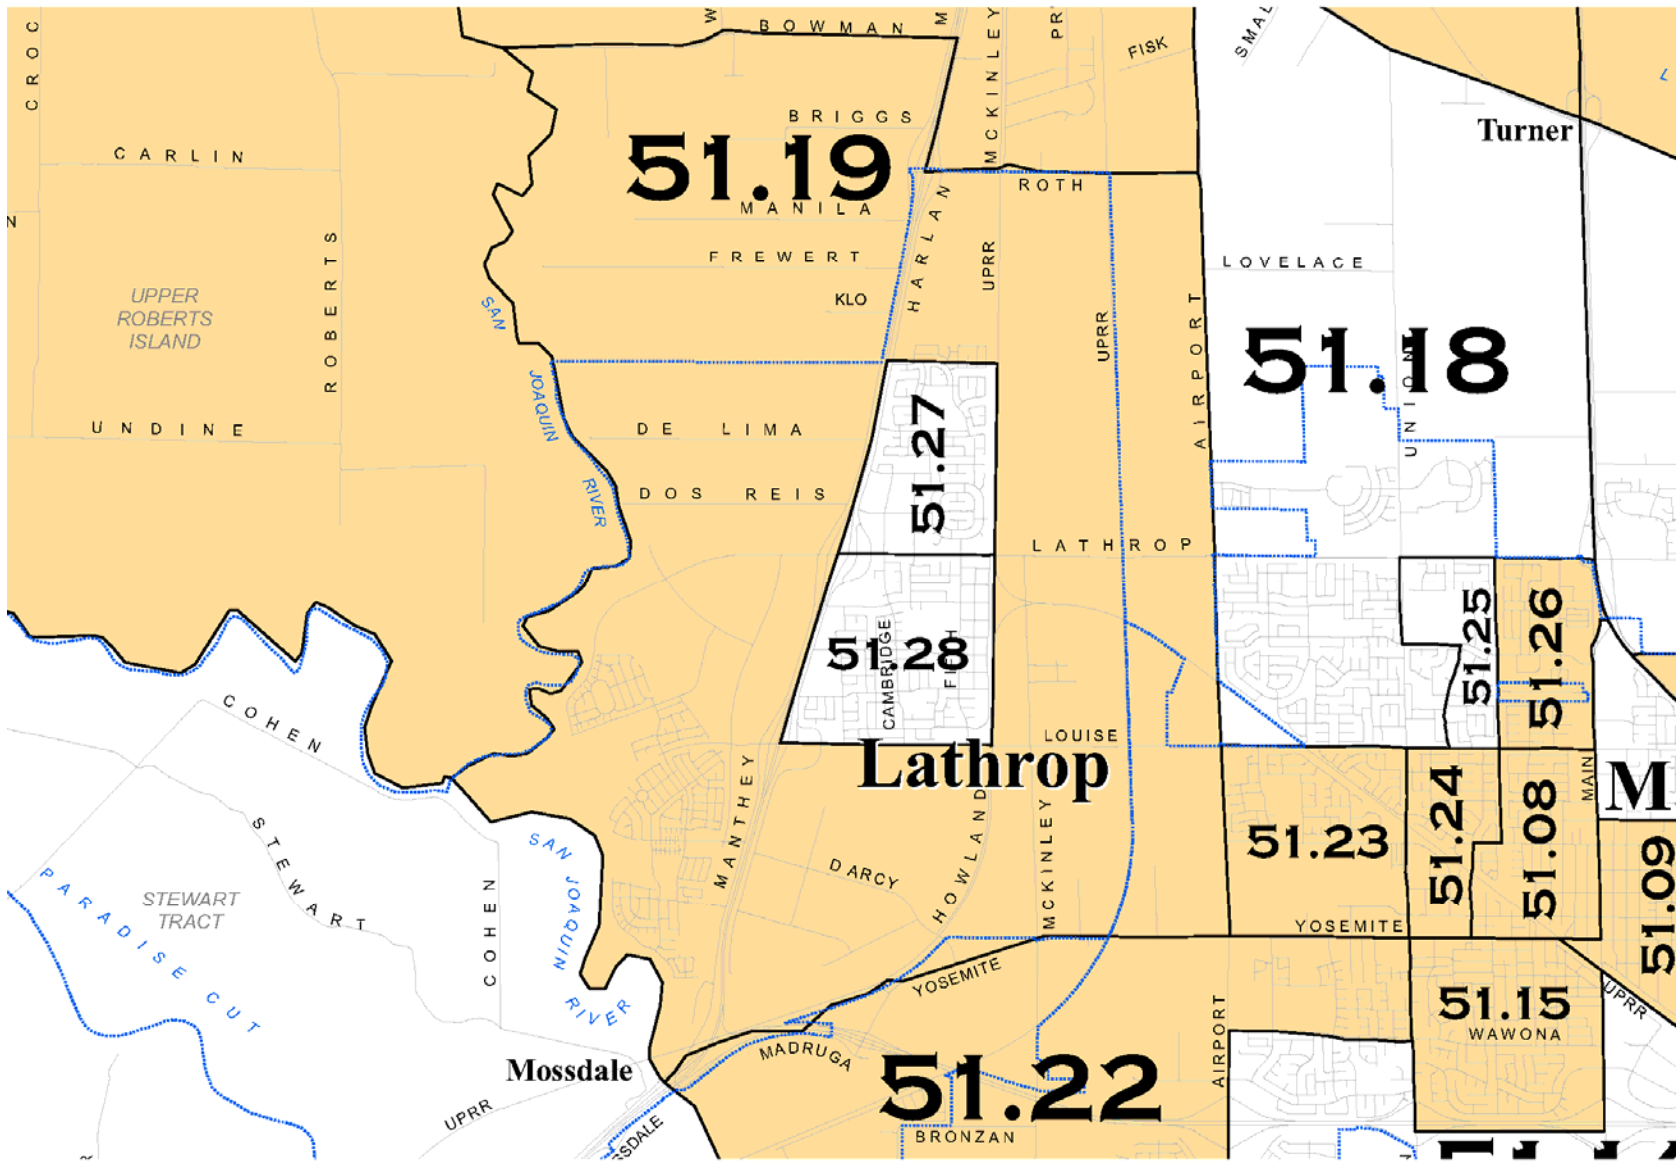 CROC
BOWMAN
MCKINLEY
FISK
SMAL
Turner
CARLIN
BRIGGS
51.19
MANILA
ROTH
HARLAN
UPRR
FREWERT
KLO
LOVELACE
UPPER
ROBERTS
ISLAND
ROBERTS
SAN
JOAQUIN
RIVER
UPRR
AIRPORT
51.18
UNION
UNDINE
DE LIMA
DOS REIS
51.27
LATHROP
51.25
51.26
51.28
CAMBRIDGE
COHEN
LOUISE
Lathrop
MANTHEY
HOWLAND
MCKINLEY
MAIN
M
51.23
51.24
51.08
51.09
STEWART
SAN
JOAQUIN
RIVER
D ARCY
PARADISE CUT
STEWART
TRACT
COHEN
YOSEMITE
YOSEMITE
51.15
WAWONA
UPRR
AIRPORT
MADRUGA
Mossdale
51.22
UPRR
SSDALE
BRONZAN